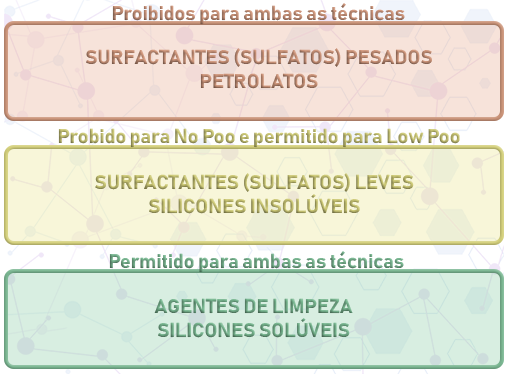 Proibidos para ambas as técnicas
SURFACTANTES (SULFATOS) PESADOS
PETROLATOS
Probido para No Poo e permitido para Low Poo
SURFACTANTES (SULFATOS) LEVES
SILICONES INSOLÚVEIS
Permitido para ambas as técnicas
AGENTES DE LIMPEZA
SILICONES SOLÚVEIS